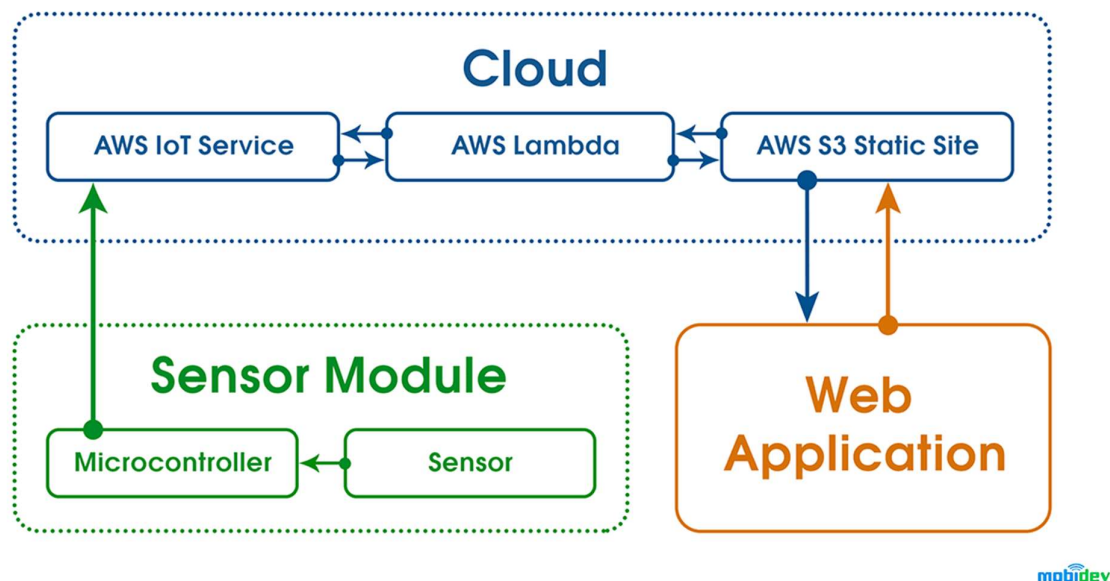 Cloud
AWS IoT Service
AWS Lambda
AWS S3 Static Site
Sensor Module
Microcontroller
Sensor
Web
Application
mobidev